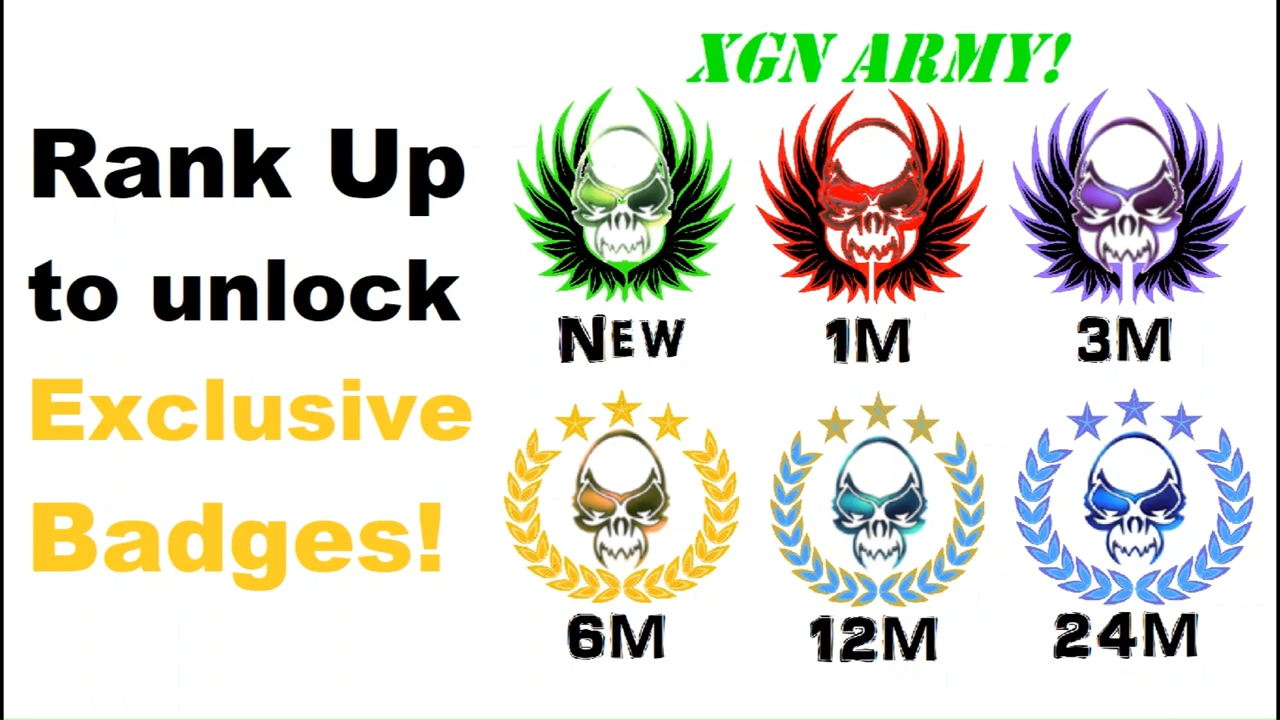 XGN ARMY!
Rank Up
to unlock
Exclusive
Badges!
New 1M 3M
6M 12M 24M